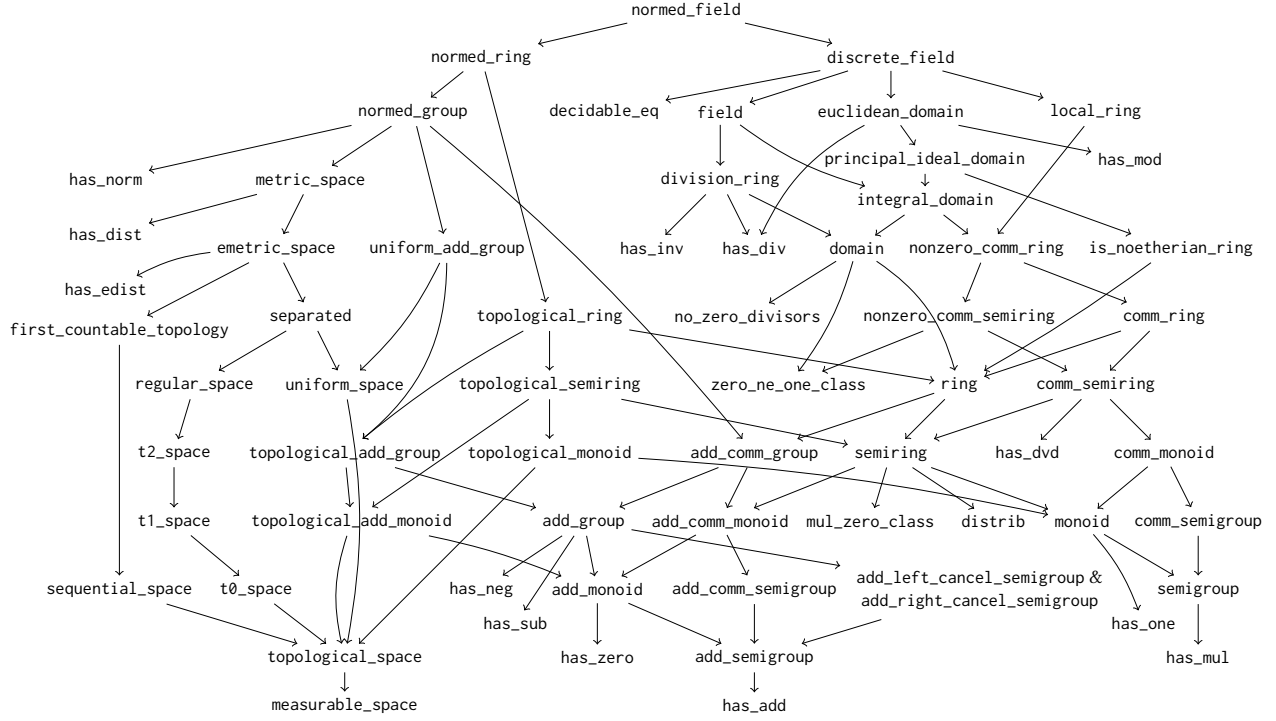 normed_field
normed_ring
discrete_field
normed_group
decidable_eq
field
euclidean_domain
local_ring
principal_ideal_domain
has_mod
has_norm
metric_space
division_ring
integral_domain
has_dist
emetric_space
uniform_add_group
has_inv
has_div
domain
nonzero_comm_ring
is_noetherian_ring
has_edist
first_countable_topology
separated
topological_ring
no_zero_divisors
nonzero_comm_semiring
comm_ring
regular_space
uniform_space
topological_semiring
zero_ne_one_class
ring
comm_semiring
t2_space
topological_add_group
topological_monoid
add_comm_group
semiring
has_dvd
comm_monoid
t1_space
topological_add_monoid
add_group
add_comm_monoid
mul_zero_class
distrib
monoid
comm_semigroup
sequential_space
t0_space
has_neg
add_monoid
add_comm_semigroup
add_left_cancel_semigroup &
add_right_cancel_semigroup
semigroup
has_sub
has_one
topological_space
has_zero
add_semigroup
has_mul
measurable_space
has_add